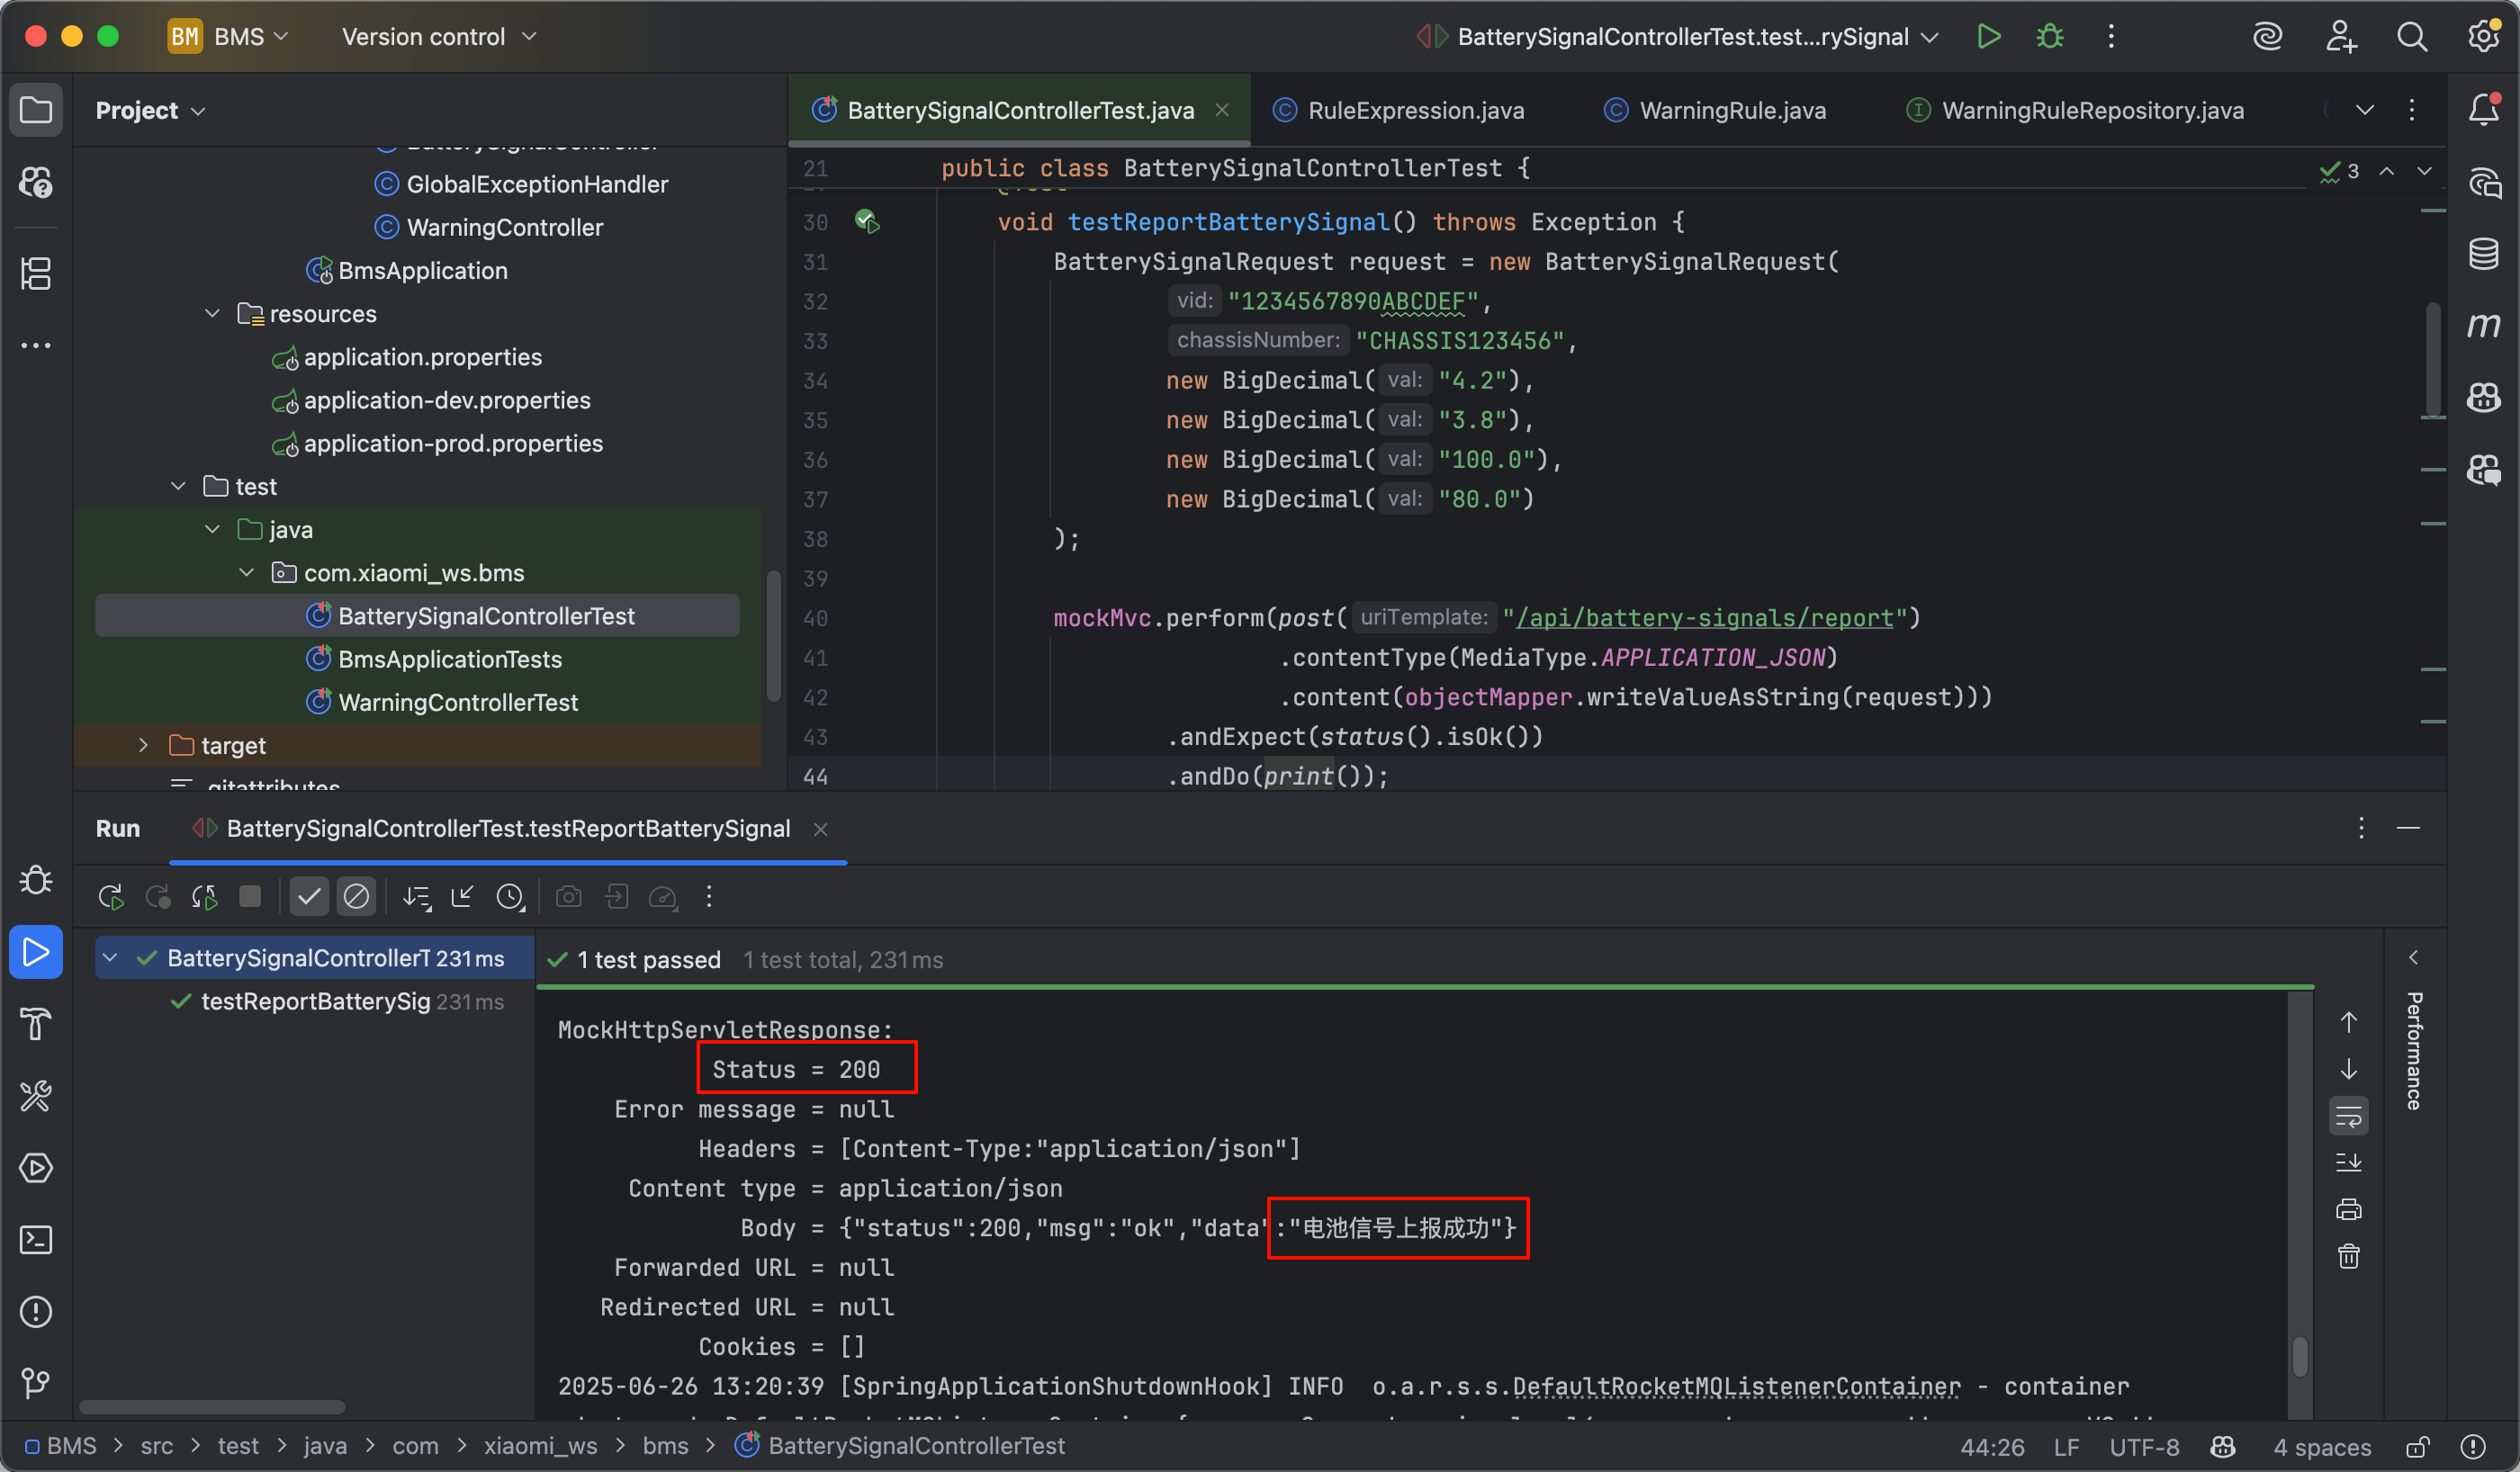 BM BMS Version control BatterySignalControllerTest.test...rySignal
Project
BatterySignalControllerTest.java RuleExpression.java WarningRule.java WarningRuleRepository.java
GlobalExceptionHandler
WarningController
BmsApplication
resources
application.properties
application-dev.properties
application-prod.properties
test
java
com.xiaomi_ws.bms
BatterySignalControllerTest
BmsApplicationTests
WarningControllerTest
target
.gitattributes
21 public class BatterySignalControllerTest { 3
30 void testReportBatterySignal() throws Exception {
31 BatterySignalRequest request = new BatterySignalRequest(
32 vid: "1234567890ABCDEF",
33 chassisNumber: "CHASSIS123456",
34 new BigDecimal( val: "4.2"),
35 new BigDecimal( val: "3.8"),
36 new BigDecimal( val: "100.0"),
37 new BigDecimal( val: "80.0")
38 );
39
40 mockMvc.perform(post( uriTemplate: "/api/battery-signals/report")
41 .contentType(MediaType.APPLICATION_JSON)
42 .content(objectMapper.writeValueAsString(request)))
43 .andExpect(status().isOk())
44 .andDo(print());
Run BatterySignalControllerTest.testReportBatterySignal
BatterySignalControllerT 231 ms
testReportBatterySig 231 ms
1 test passed 1 test total, 231 ms
MockHttpServletResponse:
Status = 200
Error message = null
Headers = [Content-Type:"application/json"]
Content type = application/json
Body = {"status":200,"msg":"ok","data":"电池信号上报成功"}
Forwarded URL = null
Redirected URL = null
Cookies = []
2025-06-26 13:20:39 [SpringApplicationShutdownHook] INFO o.a.r.s.s.DefaultRocketMQListenerContainer - container
Performance
BMS > src > test > java > com > xiaomi_ws > bms > BatterySignalControllerTest
44:26 LF UTF-8 4 spaces